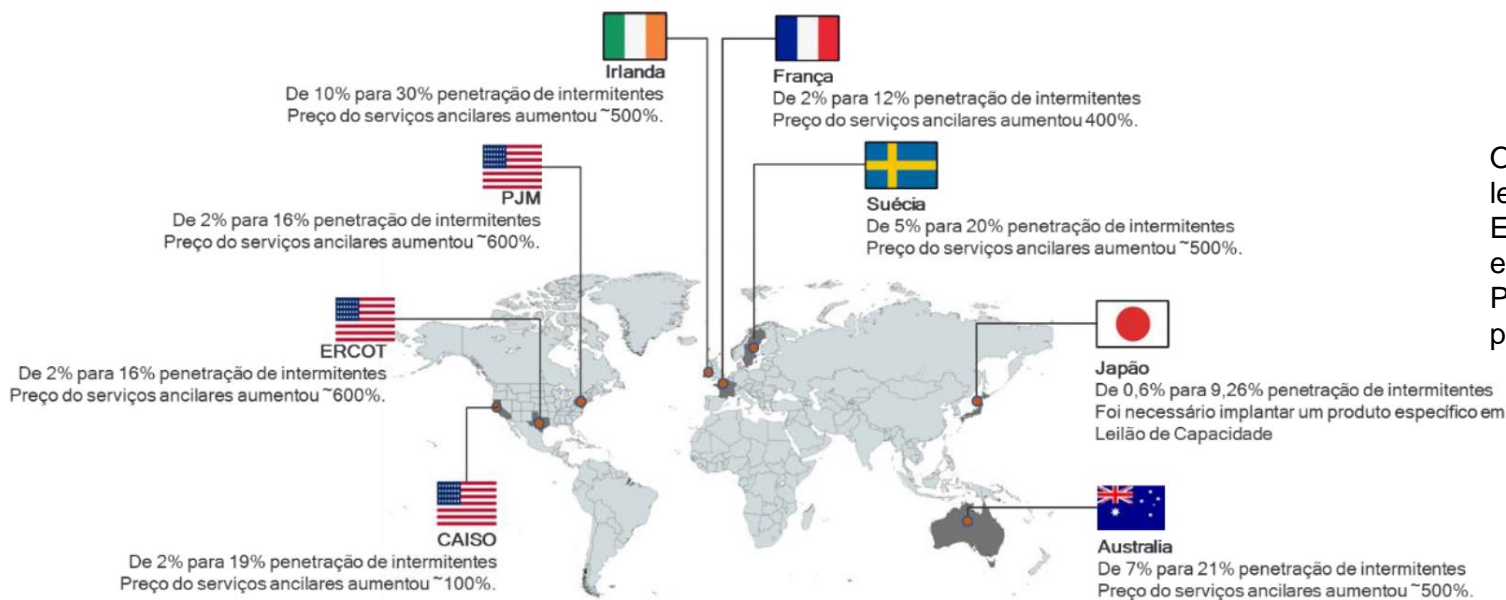 Irlanda
De 10% para 30% penetração de intermitentes
Preço do serviços ancilares aumentou ~500%.
França
De 2% para 12% penetração de intermitentes
Preço do serviços ancilares aumentou 400%.
PJM
De 2% para 16% penetração de intermitentes
Preço do serviços ancilares aumentou ~600%.
Suécia
De 5% para 20% penetração de intermitentes
Preço do serviços ancilares aumentou ~500%.
ERCOT
De 2% para 16% penetração de intermitentes
Preço do serviços ancilares aumentou ~600%.
Japão
De 0,6% para 9,26% penetração de intermitentes
Foi necessário implantar um produto específico em
Leilão de Capacidade
CAISO
De 2% para 19% penetração de intermitentes
Preço do serviços ancilares aumentou ~100%.
Australia
De 7% para 21% penetração de intermitentes
Preço do serviços ancilares aumentou ~500%.